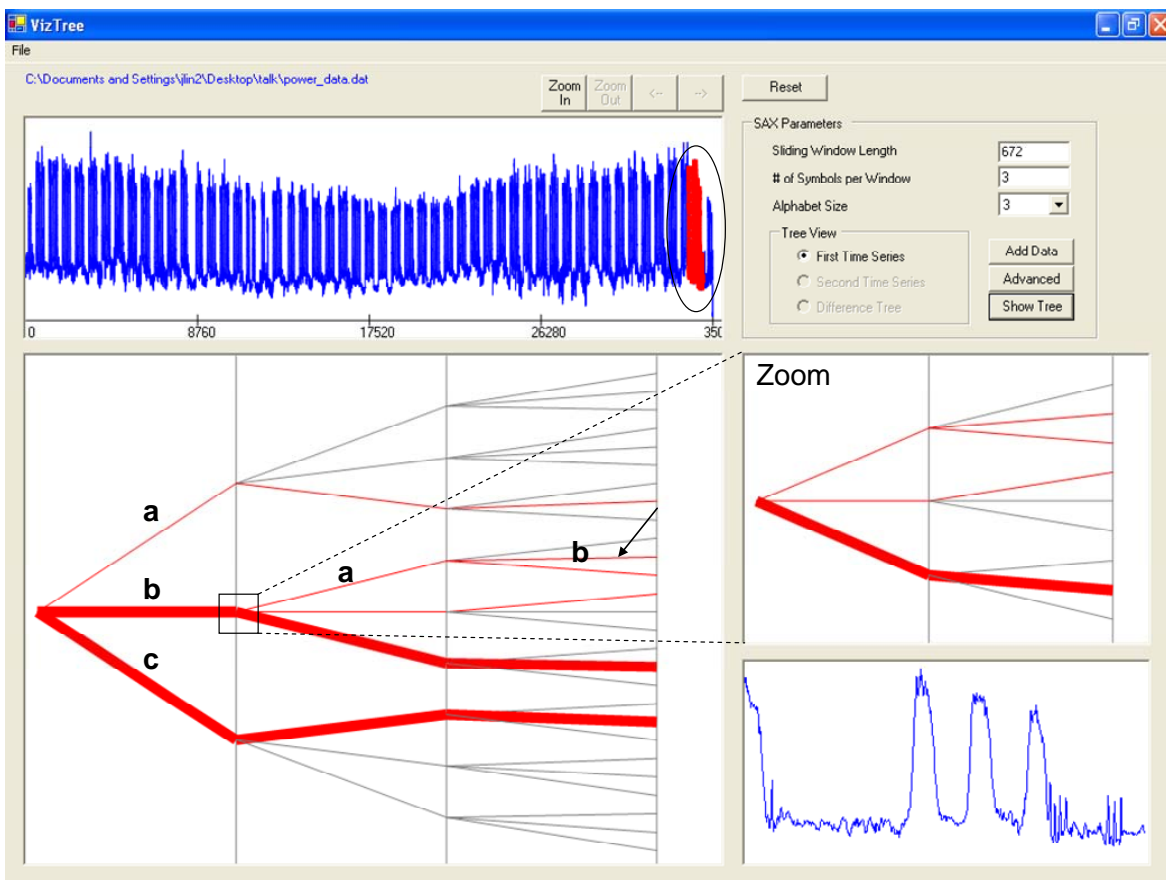 VizTree
File
C:\Documents and Settings\jlin2\Desktop\talk\power_data.dat
Zoom In
Zoom Out
<--
-->
Reset
SAX Parameters
Sliding Window Length 672
# of Symbols per Window 3
Alphabet Size 3
Tree View
First Time Series
Second Time Series
Difference Tree
Add Data
Advanced
Show Tree
0 8760 17520 26280 350
Zoom
a
b
a
b
c